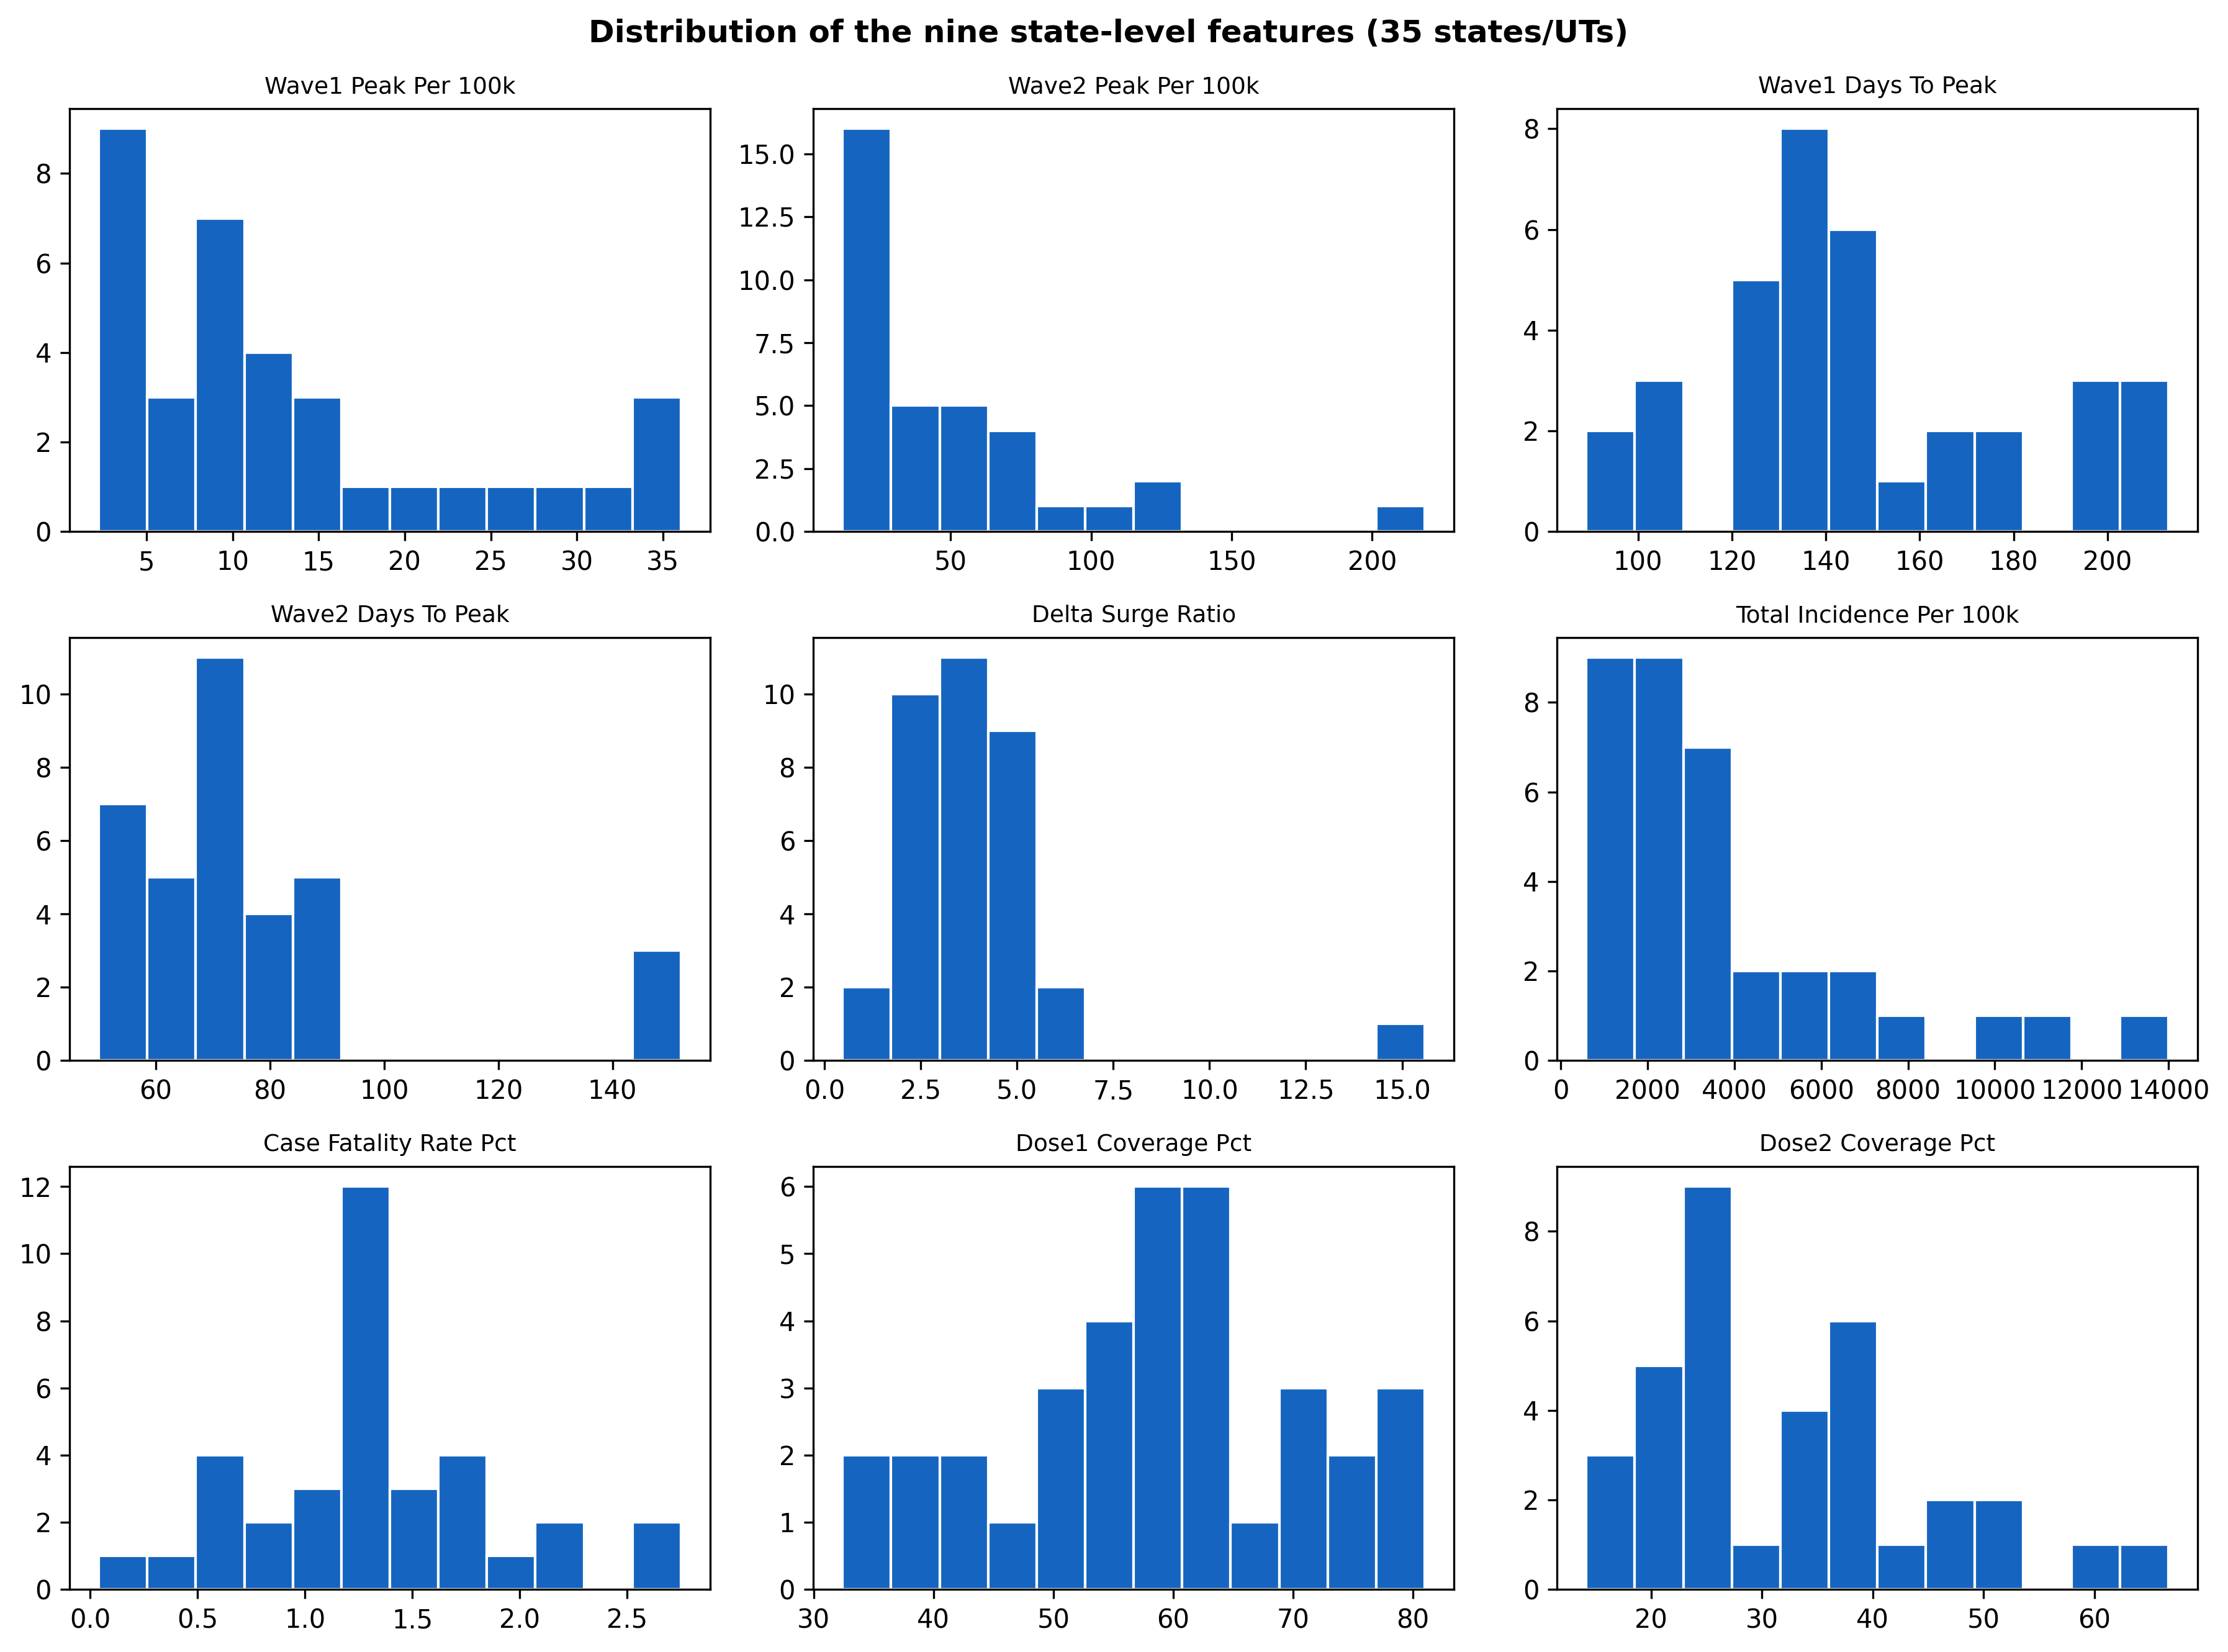 Distribution of the nine state-level features (35 states/UTs)
Wave1 Peak Per 100k
8
6
4
2
0
5 10 15 20 25 30 35
Wave2 Peak Per 100k
15.0
12.5
10.0
7.5
5.0
2.5
0.0
50 100 150 200
Wave1 Days To Peak
8
6
4
2
0
100 120 140 160 180 200
Wave2 Days To Peak
10
8
6
4
2
0
60 80 100 120 140
Delta Surge Ratio
10
8
6
4
2
0
0.0 2.5 5.0 7.5 10.0 12.5 15.0
Total Incidence Per 100k
8
6
4
2
0
0 2000 4000 6000 8000 10000 12000 14000
Case Fatality Rate Pct
12
10
8
6
4
2
0
0.0 0.5 1.0 1.5 2.0 2.5
Dose1 Coverage Pct
6
5
4
3
2
1
0
30 40 50 60 70 80
Dose2 Coverage Pct
8
6
4
2
0
20 30 40 50 60